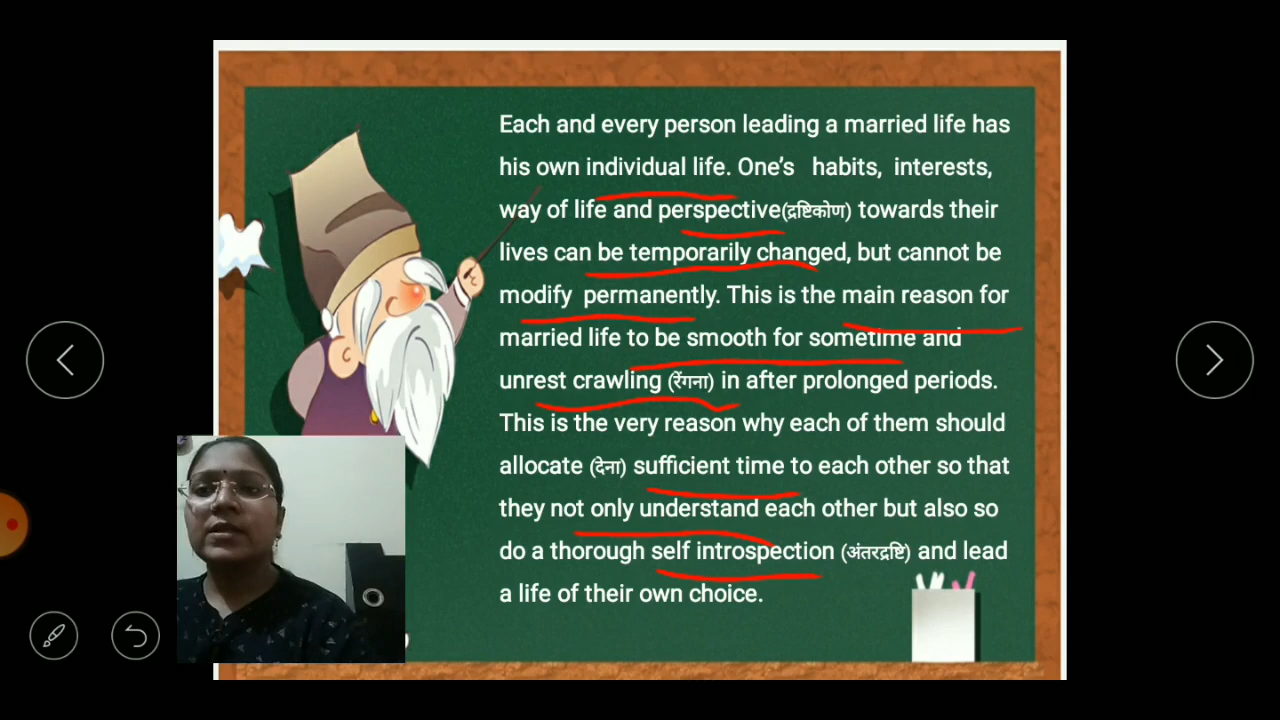 Each and every person leading a married life has
his own individual life. One's habits, interests,
way of life and perspective(द्रष्टिकोण) towards their
lives can be temporarily changed, but cannot be
modify permanently. This is the main reason for
married life to be smooth for sometime and
unrest crawling (रेंगना) in after prolonged periods.
This is the very reason why each of them should
allocate (देना) sufficient time to each other so that
they not only understand each other but also so
do a thorough self introspection (अंतरद्रष्टि) and lead
a life of their own choice.